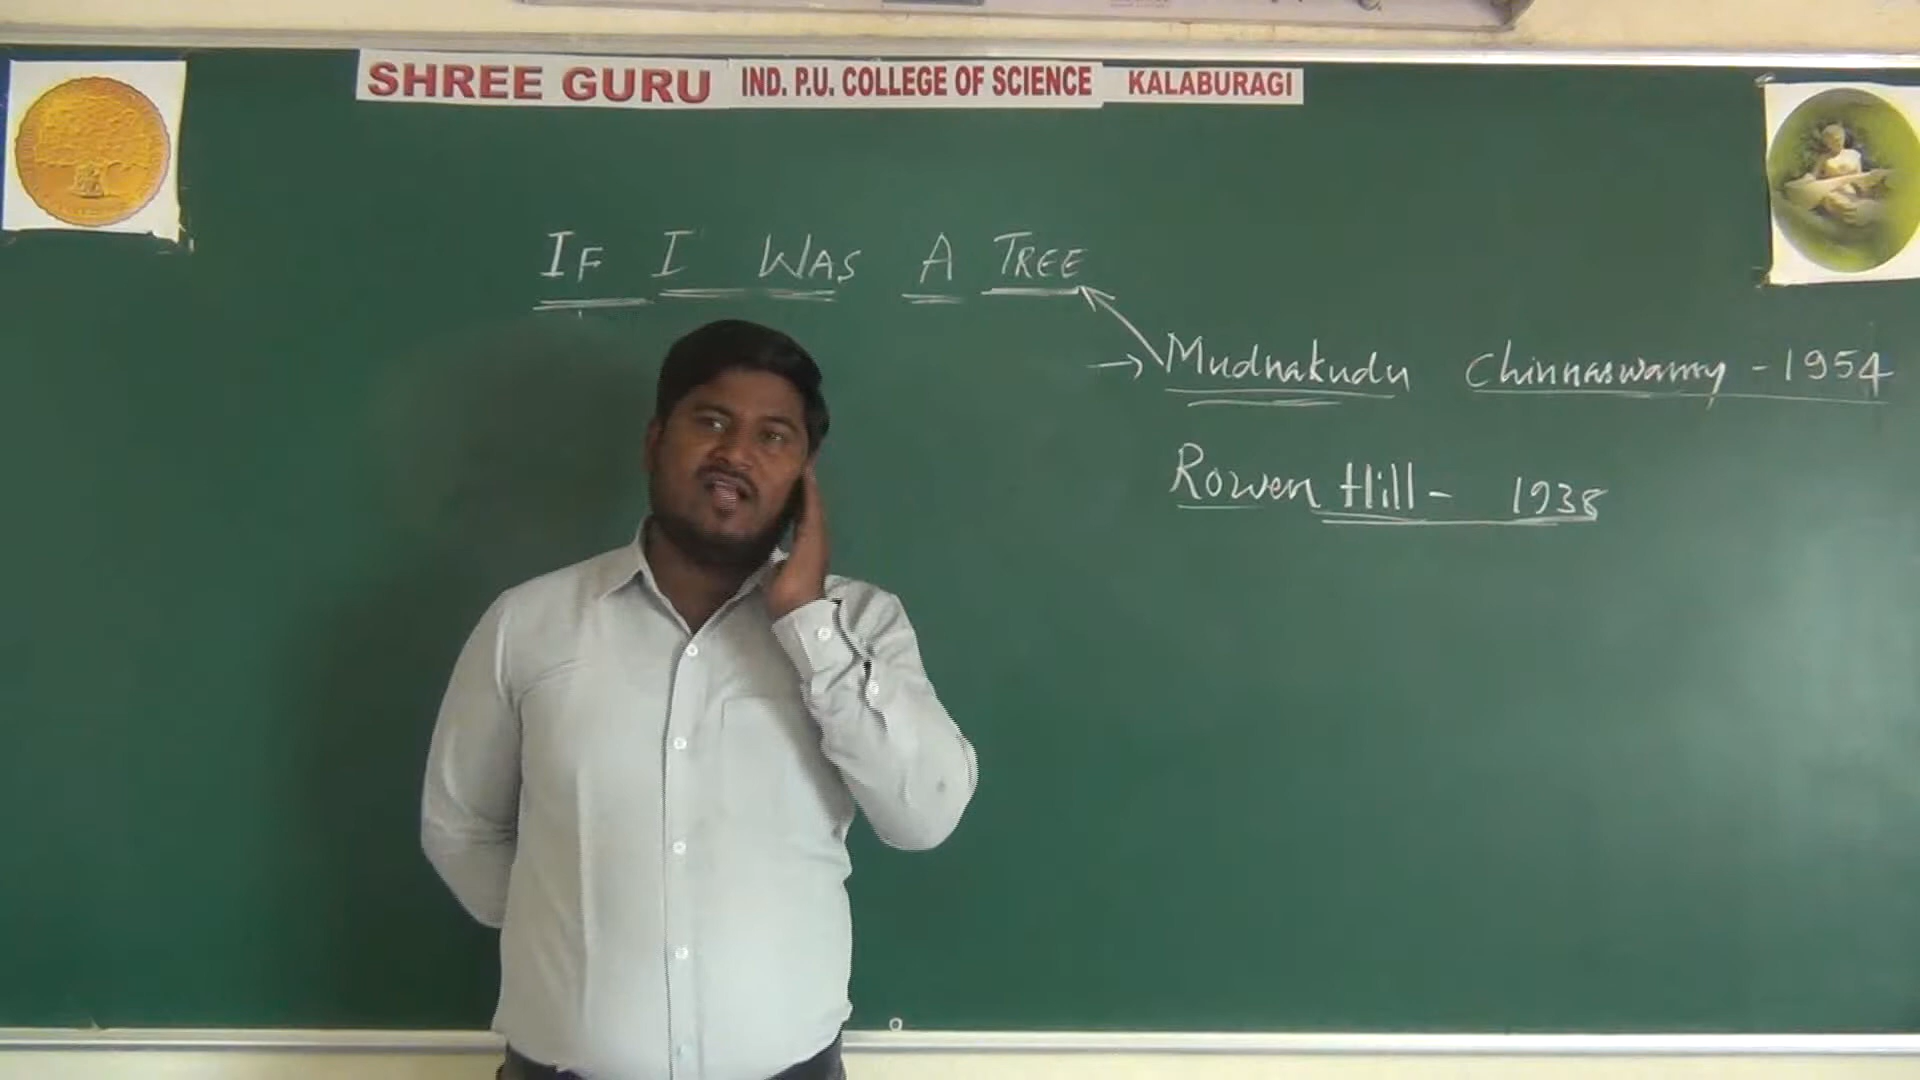 SHREE GURU IND. P.U. COLLEGE OF SCIENCE KALABURAGI
IF I WAS A TREE
Mudnakudu Chinnaswamy - 1954
Rowen Hill - 1938